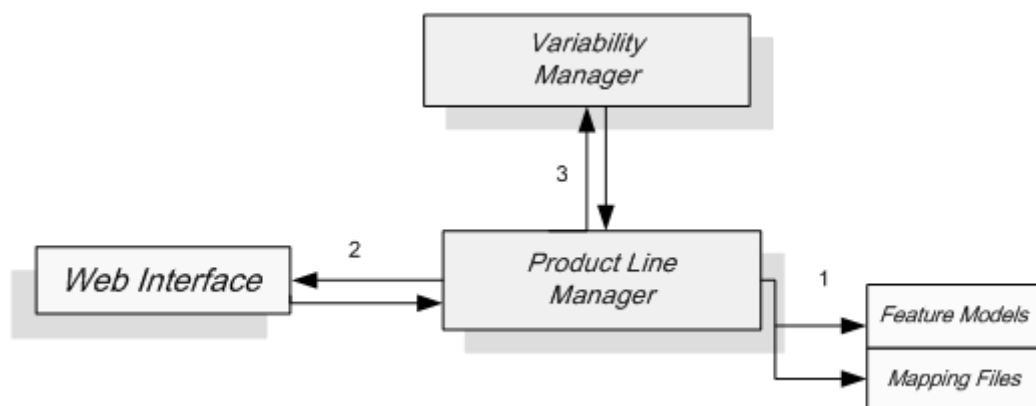 Variability
Manager
3
2
Web Interface
Product Line
Manager
1
Feature Models
Mapping Files